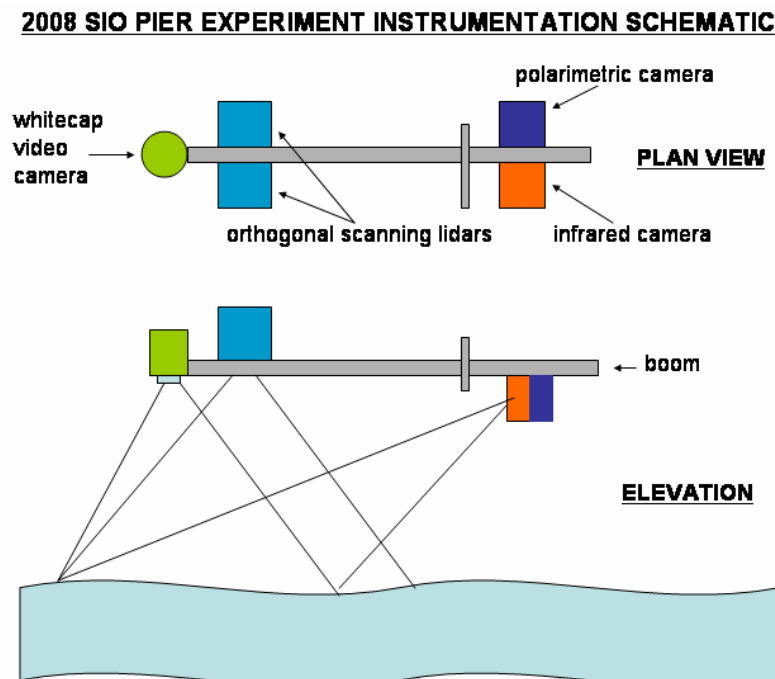 2008 SIO PIER EXPERIMENT INSTRUMENTATION SCHEMATIC
polarimetric camera
whitecap
video
camera
PLAN VIEW
orthogonal scanning lidars
infrared camera
boom
ELEVATION